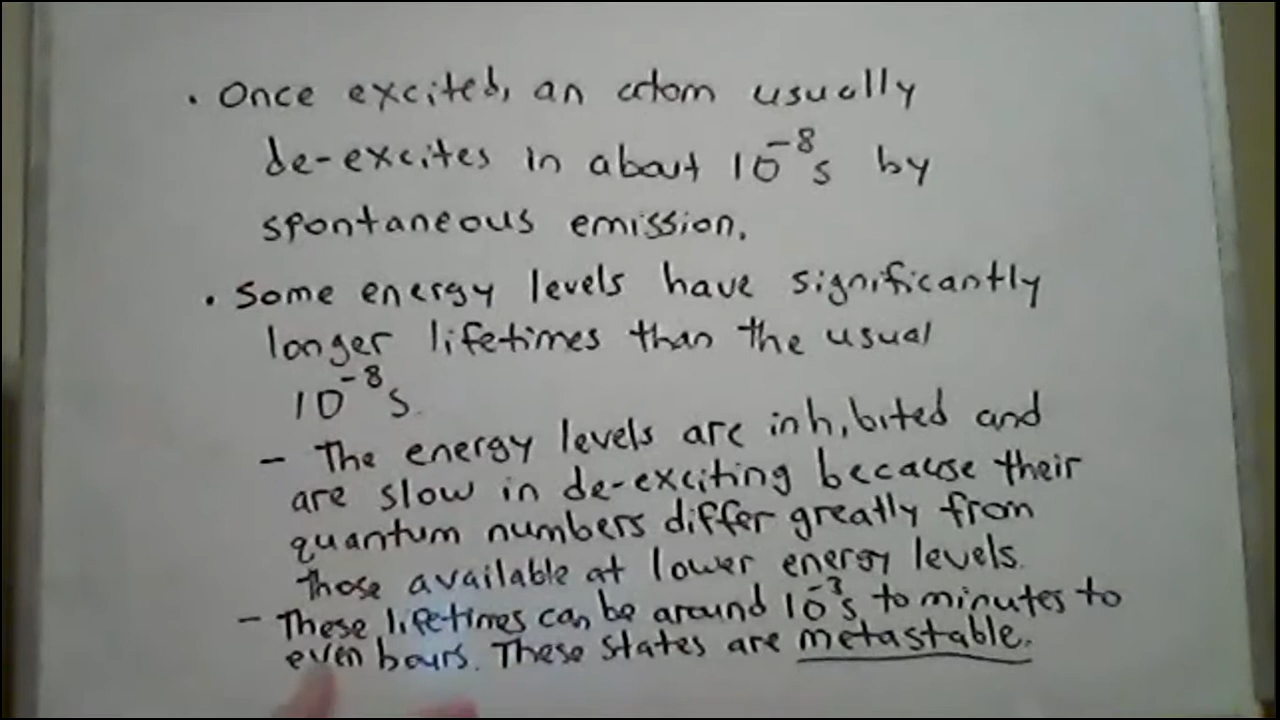 • Once excited, an atom usually
de-excites in about 10⁻⁸s by
spontaneous emission.
• Some energy levels have significantly
longer lifetimes than the usual
10⁻⁸s.
- The energy levels are inhibited and
are slow in de-exciting because their
quantum numbers differ greatly from
those available at lower energy levels.
- These lifetimes can be around 10⁻³s to minutes to
even hours. These states are metastable.